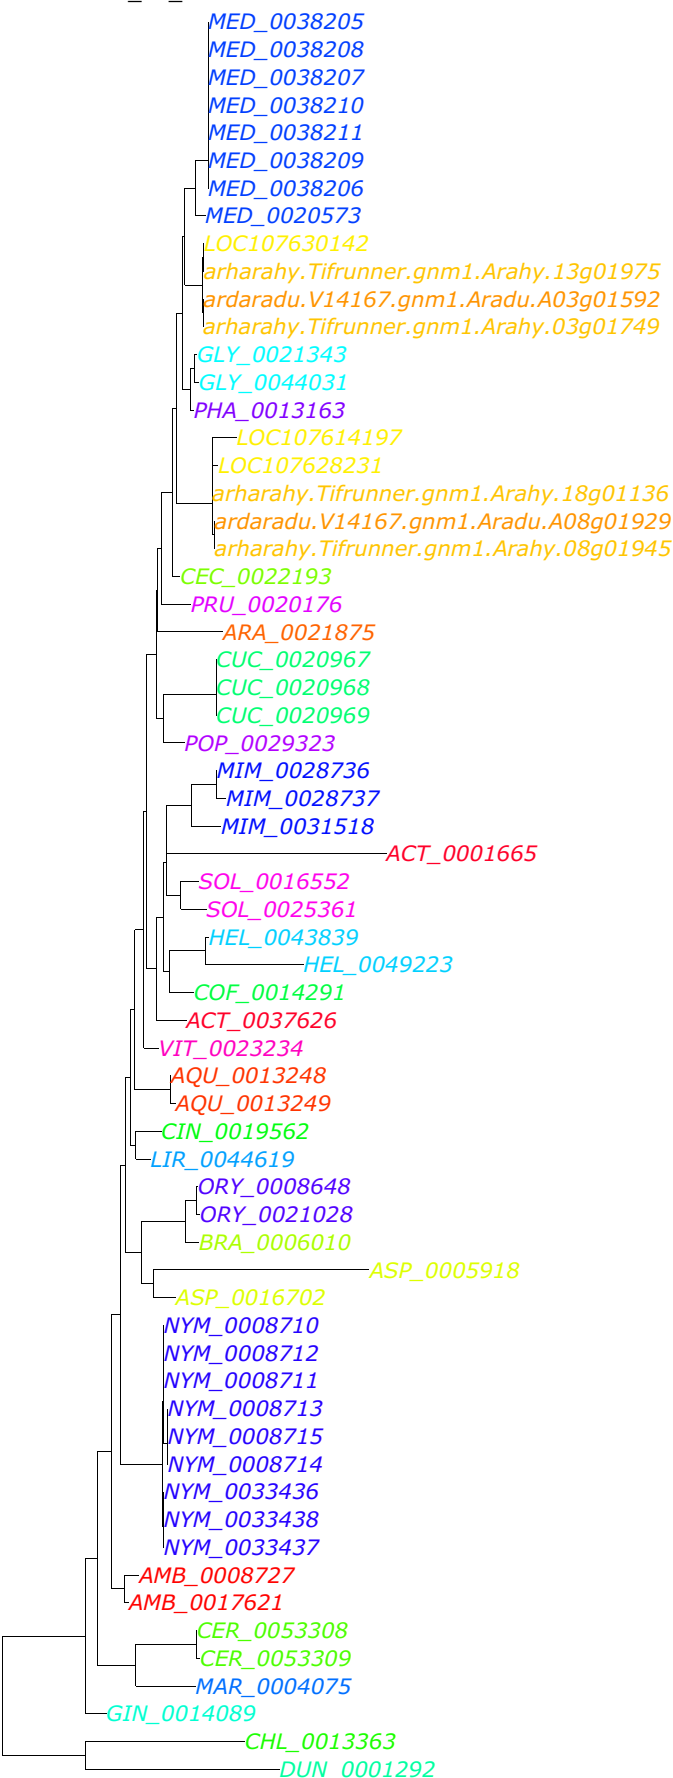 MED_0038205
MED_0038208
MED_0038207
MED_0038210
MED_0038211
MED_0038209
MED_0038206
MED_0020573
LOC107630142
arharahy.Tifrunner.gnm1.Arahy.13g01975
ardaradu.V14167.gnm1.Aradu.A03g01592
arharahy.Tifrunner.gnm1.Arahy.03g01749
GLY_0021343
GLY_0044031
PHA_0013163
LOC107614197
LOC107628231
arharahy.Tifrunner.gnm1.Arahy.18g01136
ardaradu.V14167.gnm1.Aradu.A08g01929
arharahy.Tifrunner.gnm1.Arahy.08g01945
CEC_0022193
PRU_0020176
ARA_0021875
CUC_0020967
CUC_0020968
CUC_0020969
POP_0029323
MIM_0028736
MIM_0028737
MIM_0031518
ACT_0001665
SOL_0016552
SOL_0025361
HEL_0043839
HEL_0049223
COF_0014291
ACT_0037626
VIT_0023234
AQU_0013248
AQU_0013249
CIN_0019562
LIR_0044619
ORY_0008648
ORY_0021028
BRA_0006010
ASP_0005918
ASP_0016702
NYM_0008710
NYM_0008712
NYM_0008711
NYM_0008713
NYM_0008715
NYM_0008714
NYM_0033436
NYM_0033438
NYM_0033437
AMB_0008727
AMB_0017621
CER_0053308
CER_0053309
MAR_0004075
GIN_0014089
CHL_0013363
DUN_0001292